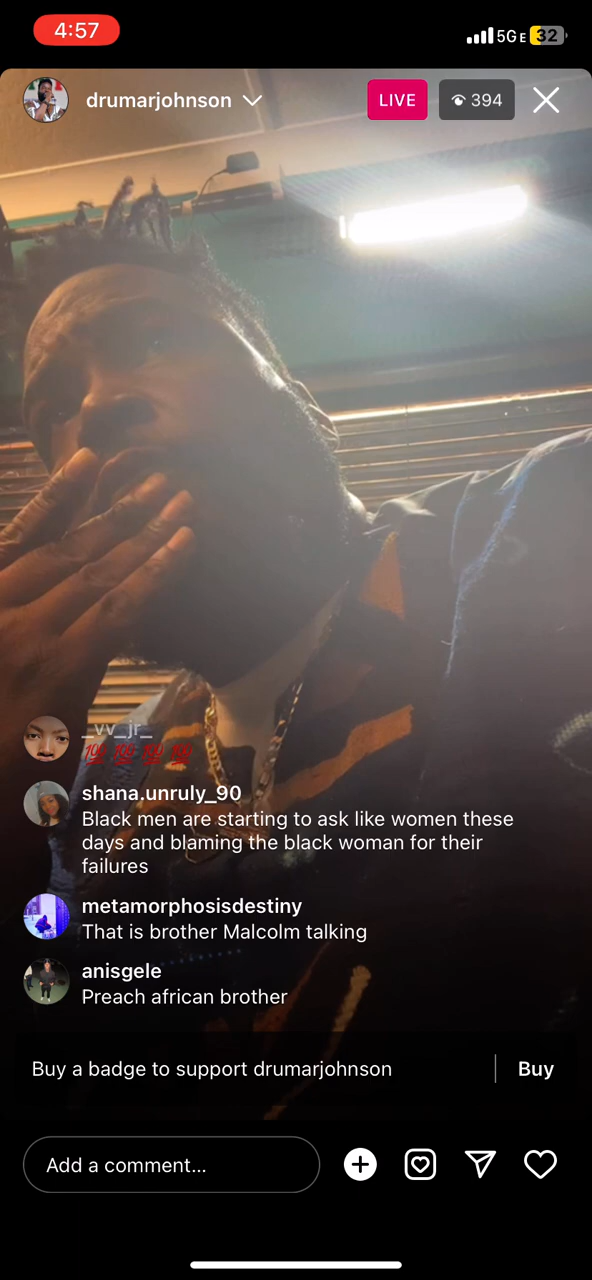 4:57
5GE 32
drumarjohnson
LIVE
394
_vv_jr_
💯 💯 💯 💯
shana.unruly_90
Black men are starting to ask like women these
days and blaming the black woman for their
failures
metamorphosisdestiny
That is brother Malcolm talking
anisgele
Preach african brother
Buy a badge to support drumarjohnson
Buy
Add a comment...